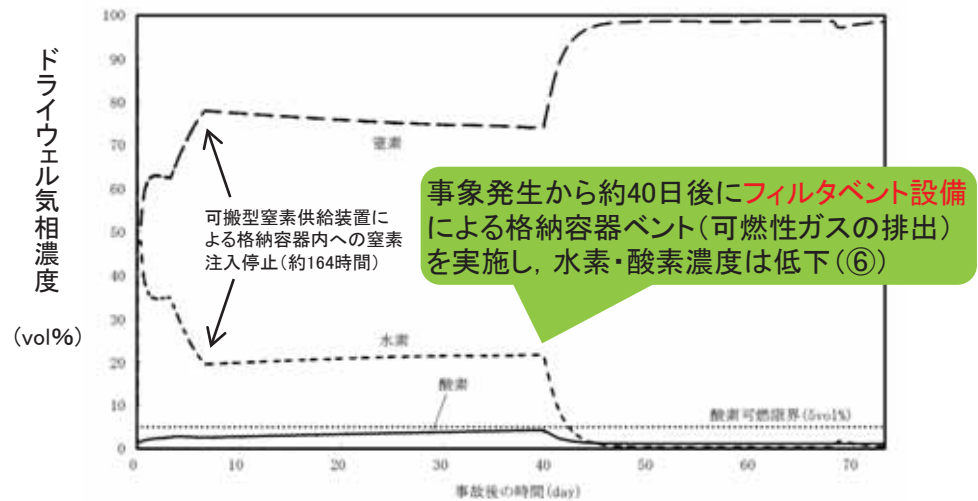 ドライウェル気相濃度
(vol%)
100
90
80
70
60
50
40
30
20
10
0
窒素
可搬型窒素供給装置に
よる格納容器内への窒素
注入停止(約164時間)
事象発生から約40日後にフィルタベント設備
による格納容器ベント(可燃性ガスの排出)
を実施し,水素・酸素濃度は低下(⑥)
水素
酸素
酸素可燃限界(5vol%)
0
10
20
30
40
50
60
70
事故後の時間(day)